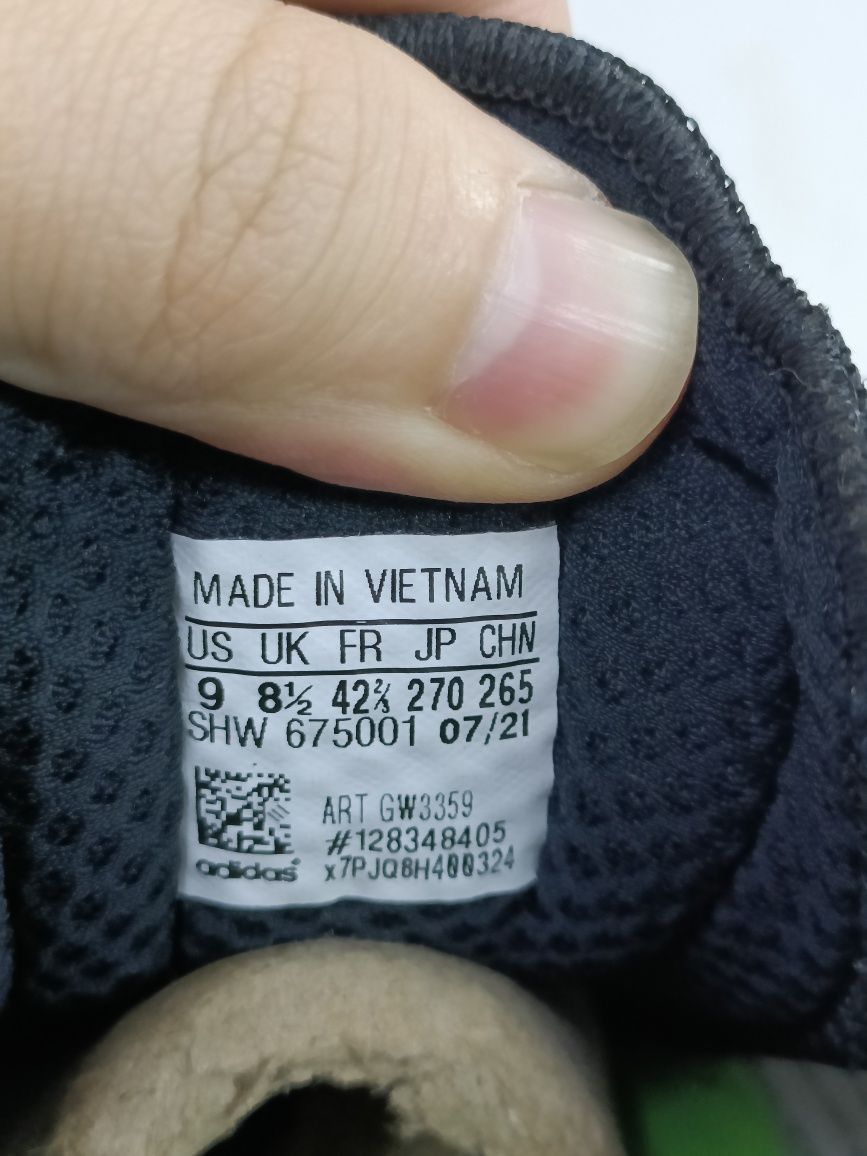 MADE IN VIETNAM
US UK FR JP CHN
9 8½ 42⅔ 270 265
SHW 675001 07/21
ART GW3359
#128348405
x7PJQ8H400324
adidas